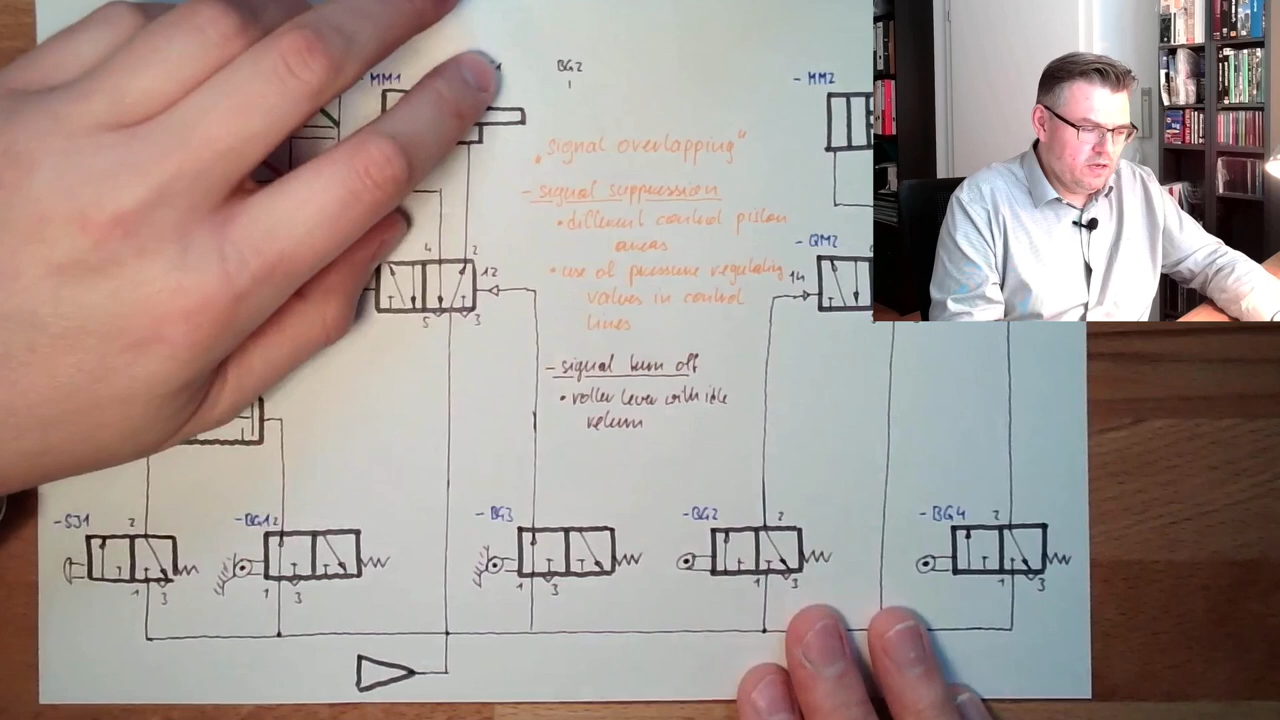 - MM1
BG2
- MM2
"signal overlapping"
- signal suppression
• different control piston
areas
• use of pressure regulating
valves in control
lines
- signal turn off
• roller lever with idle
return
- QM2
4
2
12
14
5
3
- SJ1
2
- BG12
- BG3
- BG2
2
- BG4
2
1
3
1
3
1
3
1
3
1
3